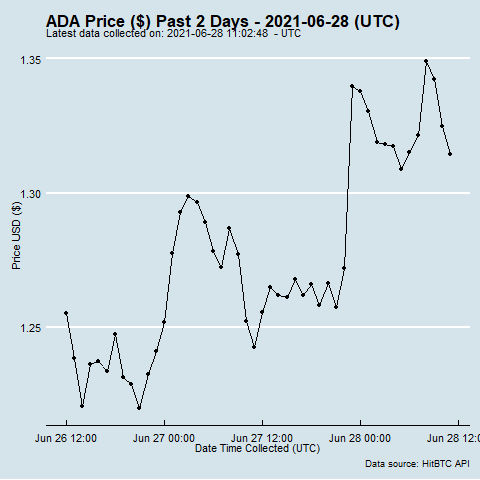 ADA Price ($) Past 2 Days - 2021-06-28 (UTC)
Latest data collected on: 2021-06-28 11:02:48  - UTC
1.35
1.30
1.25
Price USD ($)
Jun 26 12:00 Jun 27 00:00 Jun 27 12:00 Jun 28 00:00 Jun 28 12:00
Date Time Collected (UTC)
Data source: HitBTC API